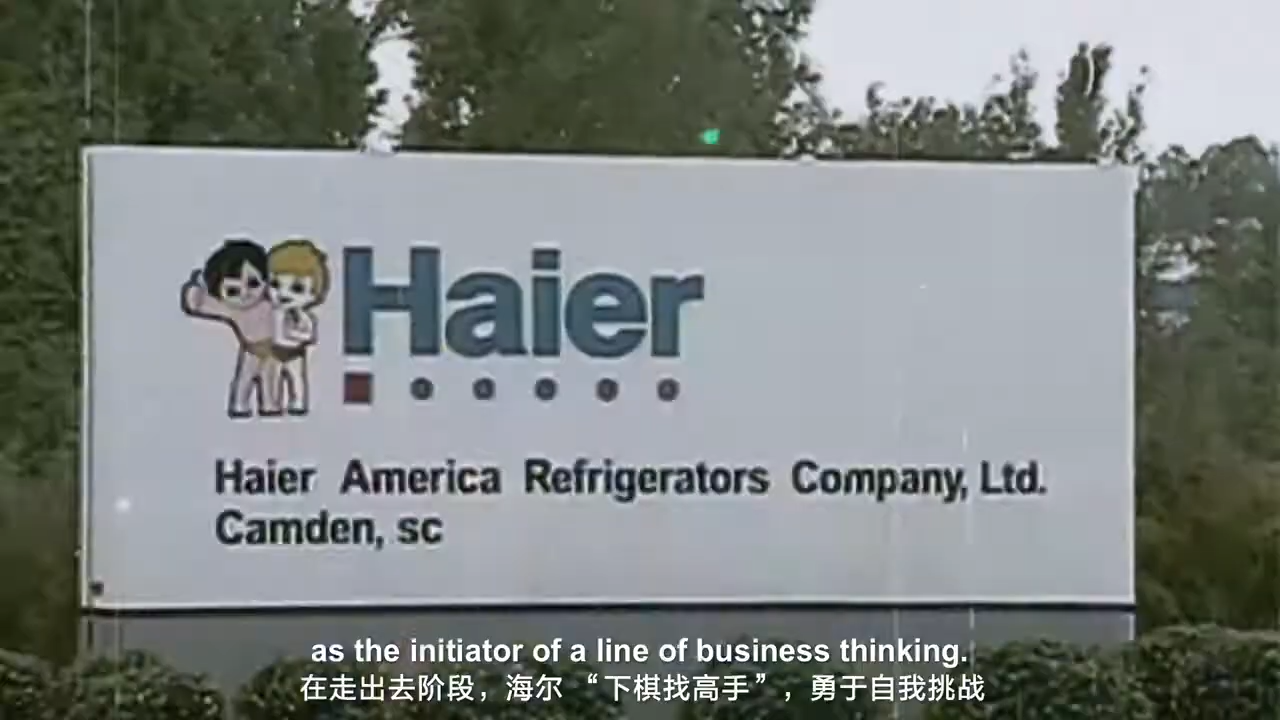 Haier
Haier America Refrigerators Company, Ltd.
Camden, sc
as the initiator of a line of business thinking.
在走出去阶段，海尔“下棋找高手”，勇于自我挑战